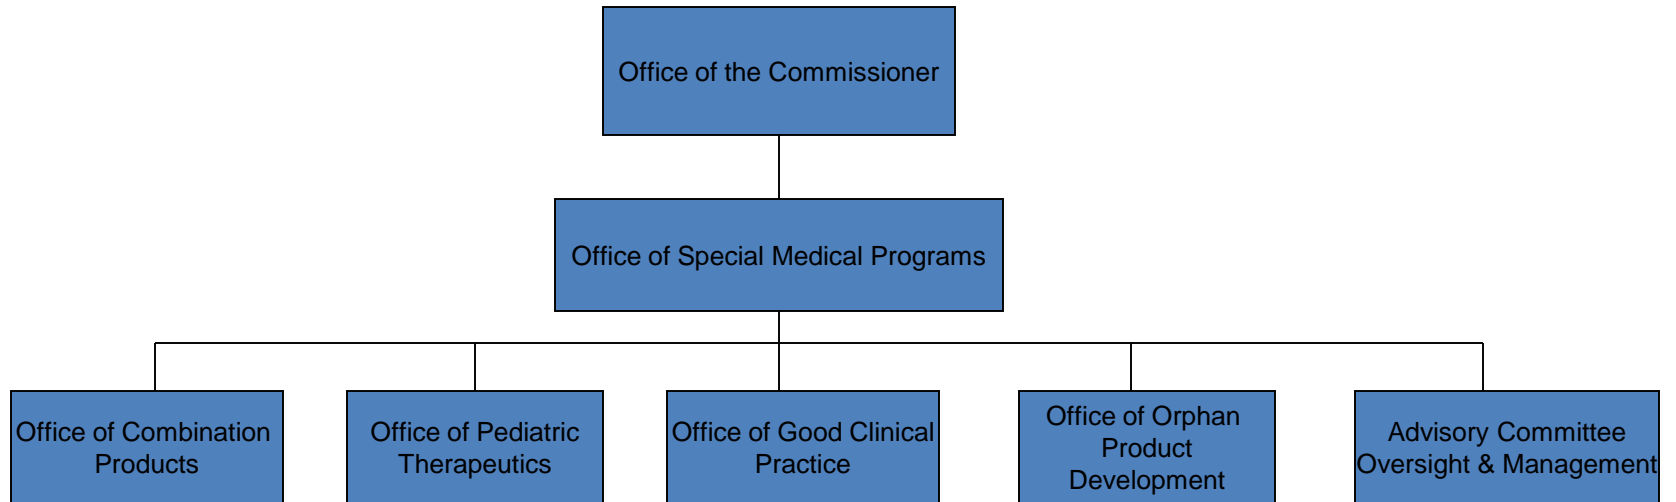 Office of the Commissioner
Office of Special Medical Programs
Office of Combination
Products
Office of Pediatric
Therapeutics
Office of Good Clinical
Practice
Office of Orphan
Product
Development
Advisory Committee
Oversight & Management